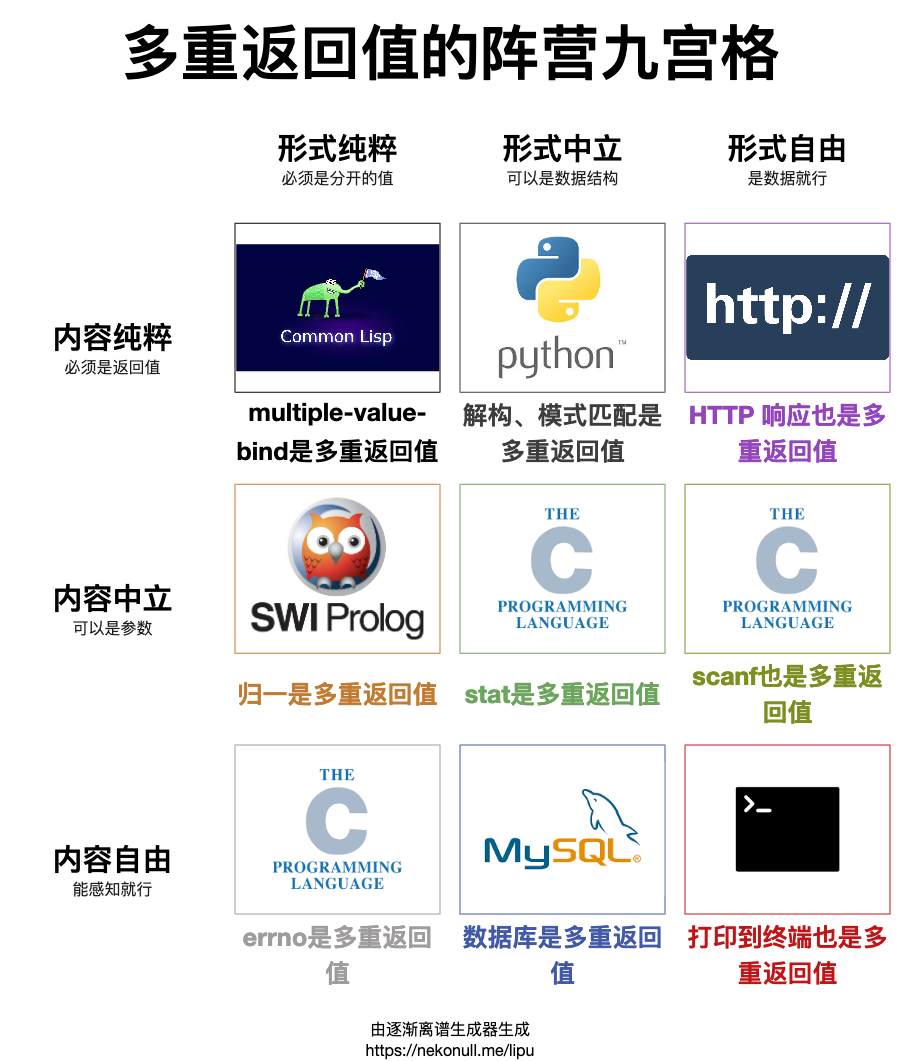 多重返回值的阵营九宫格
形式纯粹
必须是分开的值
形式中立
可以是数据结构
形式自由
是数据就行
内容纯粹
必须是返回值
Common Lisp
multiple-value-
bind是多重返回值
python™
解构、模式匹配是
多重返回值
http://
HTTP 响应也是多
重返回值
内容中立
可以是参数
SWI Prolog
归一是多重返回值
THE
C
PROGRAMMING
LANGUAGE
stat是多重返回值
THE
C
PROGRAMMING
LANGUAGE
scanf也是多重返
回值
内容自由
能感知就行
THE
C
PROGRAMMING
LANGUAGE
errno是多重返回
值
MySQL®
数据库是多重返回
值
>_
打印到终端也是多
重返回值
由逐渐离谱生成器生成
https://nekonull.me/lipu